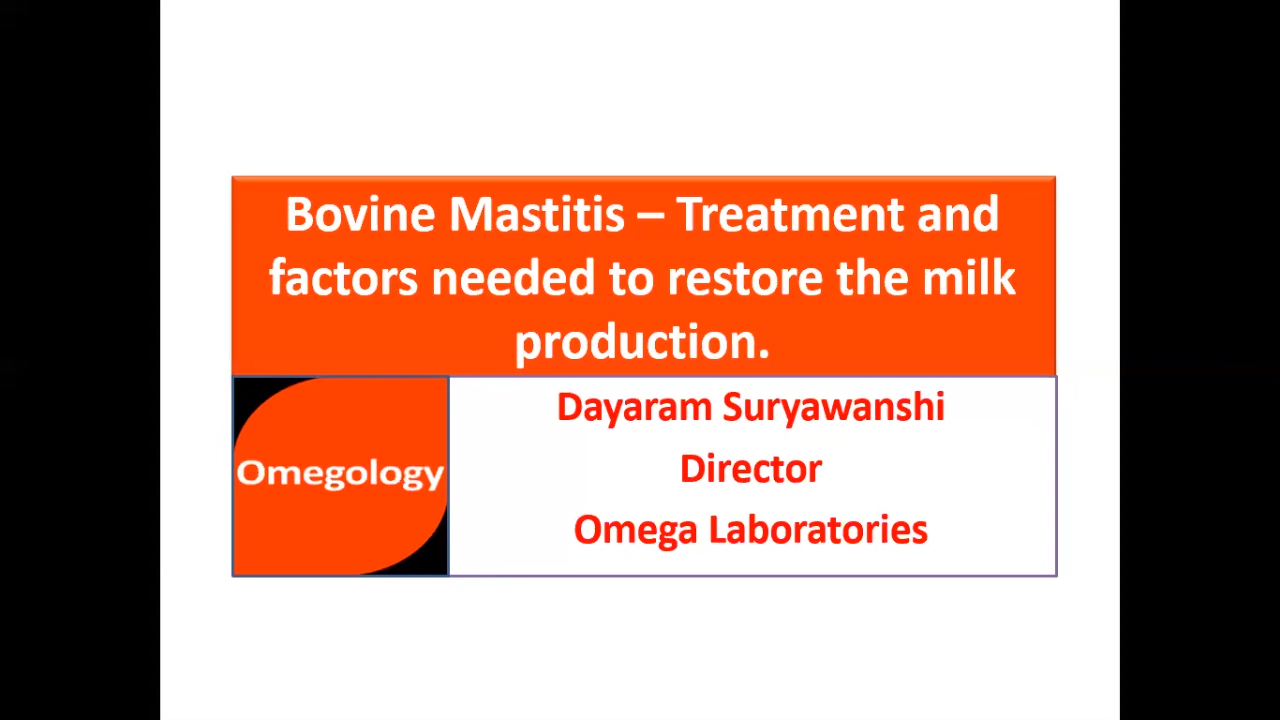 Bovine Mastitis – Treatment and
factors needed to restore the milk
production.
Omegology
Dayaram Suryawanshi
Director
Omega Laboratories